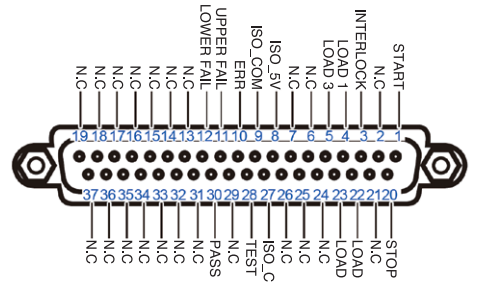 N.C
N.C
N.C
N.C
N.C
N.C
N.C
LOWER FAIL
UPPER FAIL
ERR
ISO_COM
ISO_5V
N.C
N.C
LOAD 3
LOAD 1
INTERLOCK
N.C
START
19 18 17 16 15 14 13 12 11 10 9 8 7 6 5 4 3 2 1
37 36 35 34 33 32 31 30 29 28 27 26 25 24 23 22 21 20
N.C
N.C
N.C
N.C
N.C
N.C
N.C
PASS
N.C
TEST
ISO_C
N.C
N.C
N.C
LOAD
LOAD
N.C
STOP